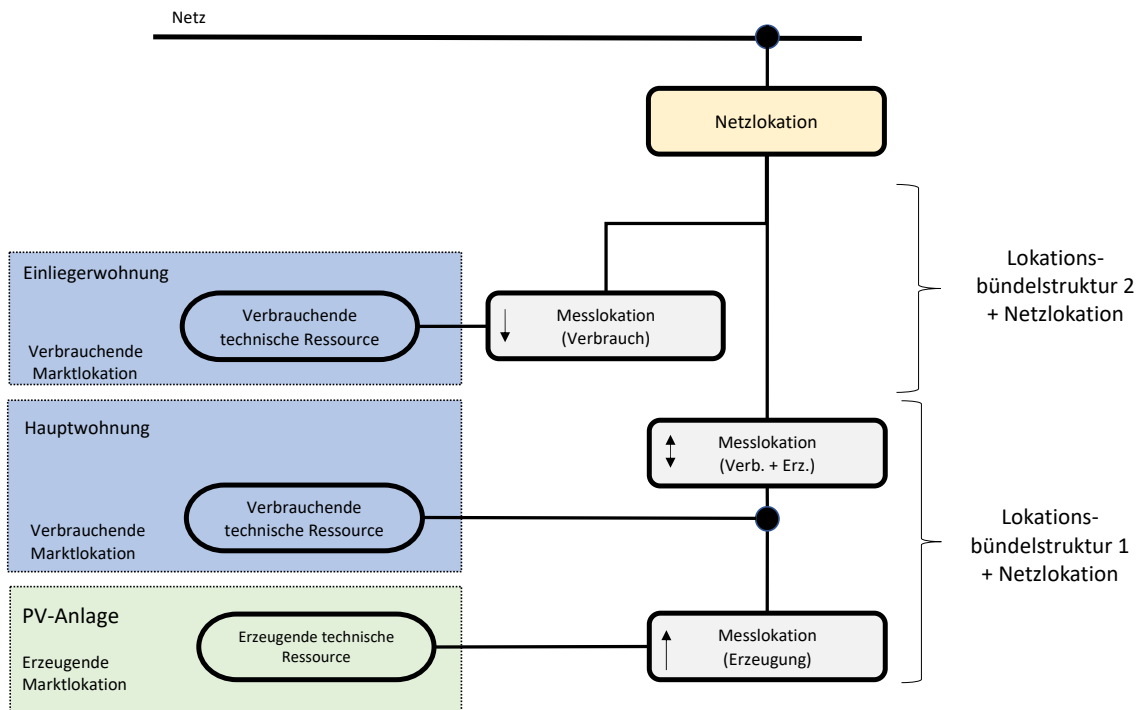 Netz
Netzlokation
Einliegerwohnung
Verbrauchende
technische Ressource
Verbrauchende
Marktlokation
Messlokation
(Verbrauch)
Lokations-
bündelstruktur 2
+ Netzlokation
Hauptwohnung
Verbrauchende
technische Ressource
Verbrauchende
Marktlokation
Messlokation
(Verb. + Erz.)
Lokations-
bündelstruktur 1
+ Netzlokation
PV-Anlage
Erzeugende technische
Ressource
Erzeugende
Marktlokation
Messlokation
(Erzeugung)